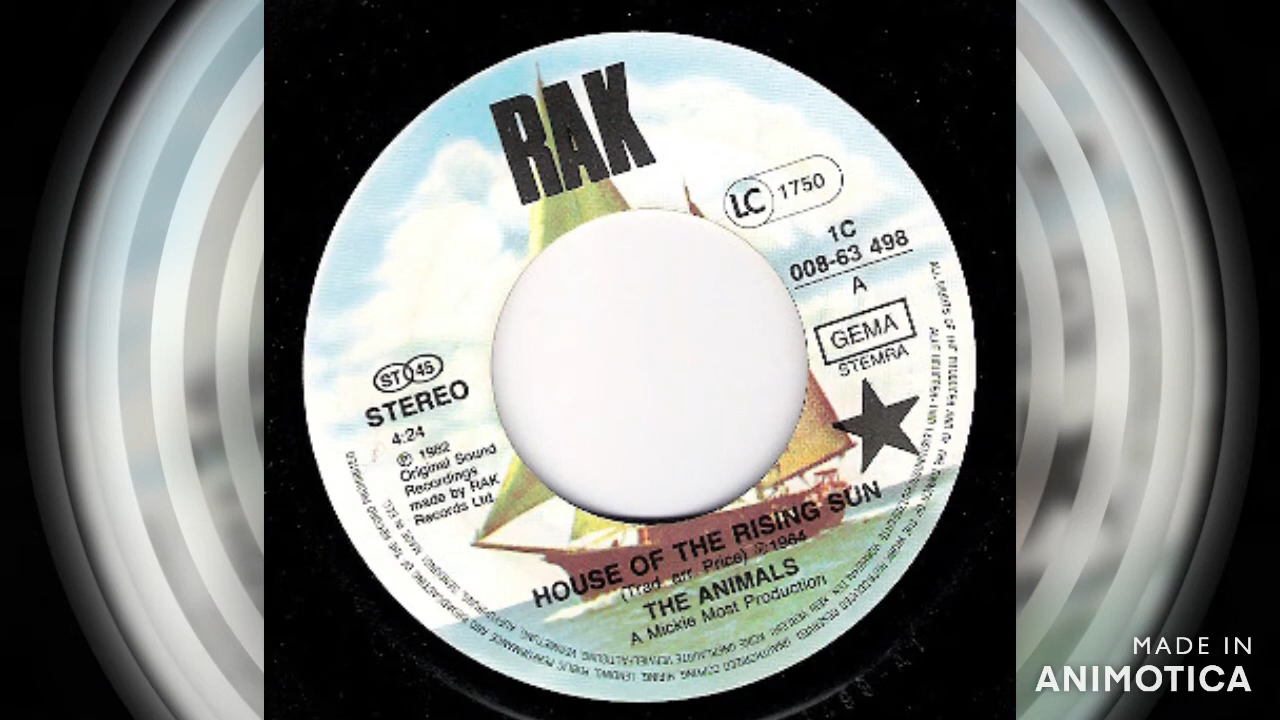 RAK
LC 1750
1C
008-63 498
A
GEMA
STEMRA
ST 45
STEREO
4:24
℗ 1982
Original Sound
Recordings
made by RAK
Records Ltd.
HOUSE OF THE RISING SUN
(Trad. arr. Price) ℗ 1964
THE ANIMALS
A Mickie Most Production
MADE IN
ANIMOTICA